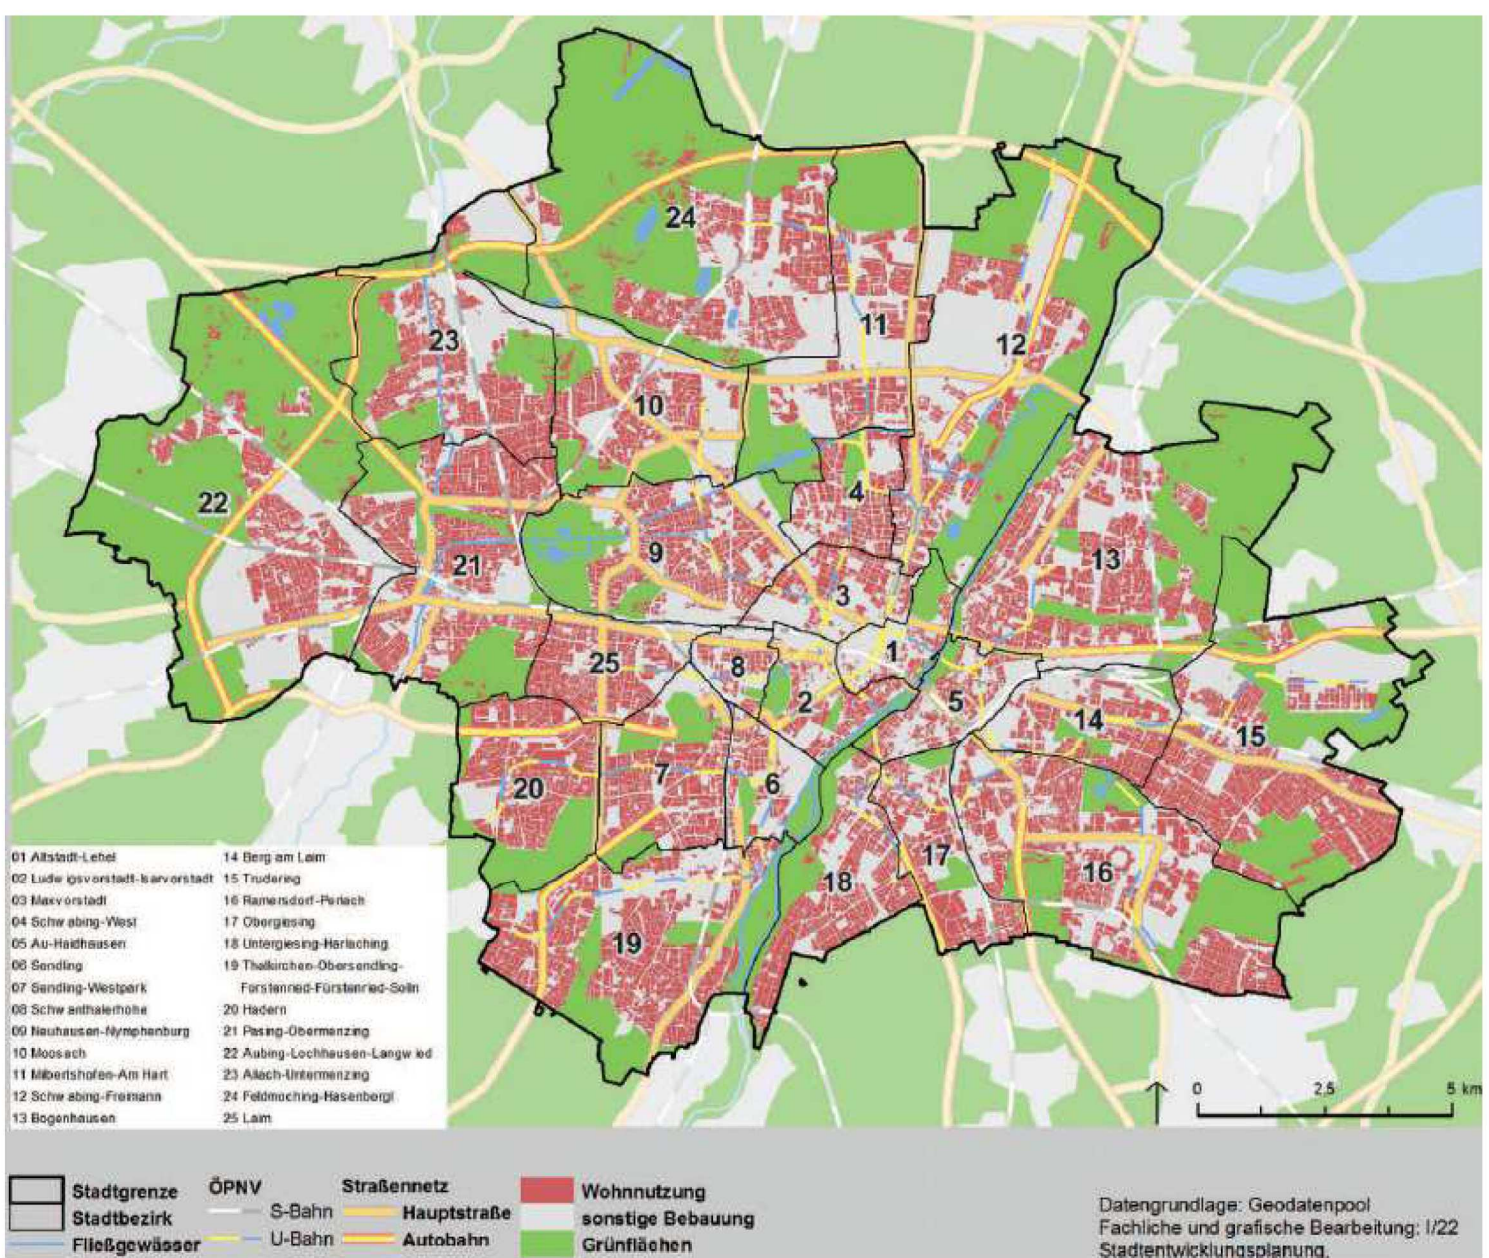 24
11
23
12
10
22
4
9
13
21
3
1
25
8
2
5
14
15
7
6
20
17
16
18
19
01 Altstadt-Lehel
02 Ludwigsvorstadt-Isarvorstadt
03 Maxvorstadt
04 Schwabing-West
05 Au-Haidhausen
06 Sendling
07 Sendling-Westpark
08 Schwanthalerhöhe
09 Neuhausen-Nymphenburg
10 Moosach
11 Milbertshofen-Am Hart
12 Schwabing-Freimann
13 Bogenhausen
14 Berg am Laim
15 Trudering
16 Ramersdorf-Perlach
17 Obergiesing
18 Untergiesing-Harlaching
19 Thalkirchen-Obersendling-
Forstenried-Fürstenried-Solln
20 Hadern
21 Pasing-Obermenzing
22 Aubing-Lochhausen-Langwied
23 Allach-Untermenzing
24 Feldmoching-Hasenbergl
25 Laim
0 2,5 5 km
Stadtgrenze
Stadtbezirk
Fließgewässer
ÖPNV
S-Bahn
U-Bahn
Straßennetz
Hauptstraße
Autobahn
Wohnnutzung
sonstige Bebauung
Grünflächen
Datengrundlage: Geodatenpool
Fachliche und grafische Bearbeitung: I/22
Stadtentwicklungsplanung,